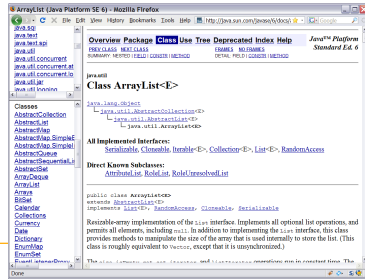 ArrayList (Java Platform SE 6) - Mozilla Firefox
File Edit View History Bookmarks Tools Help
http://java.sun.com/javase/6/docs/
Google
java.sql
java.text
java.text.spi
java.util
java.util.concurrent
java.util.concurrent.at
java.util.concurrent.lo
java.util.jar
java.util.logging
Classes
AbstractCollection
AbstractList
AbstractMap
AbstractMap.SimpleE
AbstractMap.SimpleI
AbstractQueue
AbstractSequentialLi
AbstractSet
ArrayDeque
ArrayList
Arrays
BitSet
Calendar
Collections
Currency
Date
Dictionary
EnumMap
EnumSet
EventListenerProxy
Overview Package Class Use Tree Deprecated Index Help
Java™ Platform
Standard Ed. 6
PREV CLASS NEXT CLASS
FRAMES NO FRAMES
SUMMARY: NESTED | FIELD | CONSTR | METHOD
DETAIL: FIELD | CONSTR | METHOD
java.util
Class ArrayList<E>
java.lang.Object
java.util.AbstractCollection<E>
java.util.AbstractList<E>
java.util.ArrayList<E>
All Implemented Interfaces:
Serializable, Cloneable, Iterable<E>, Collection<E>, List<E>, RandomAccess
Direct Known Subclasses:
AttributeList, RoleList, RoleUnresolvedList
public class ArrayList<E>
extends AbstractList<E>
implements List<E>, RandomAccess, Cloneable, Serializable
Resizable-array implementation of the List interface. Implements all optional list operations, and
permits all elements, including null. In addition to implementing the List interface, this class
provides methods to manipulate the size of the array that is used internally to store the list. (This
class is roughly equivalent to Vector, except that it is unsynchronized.)
Done